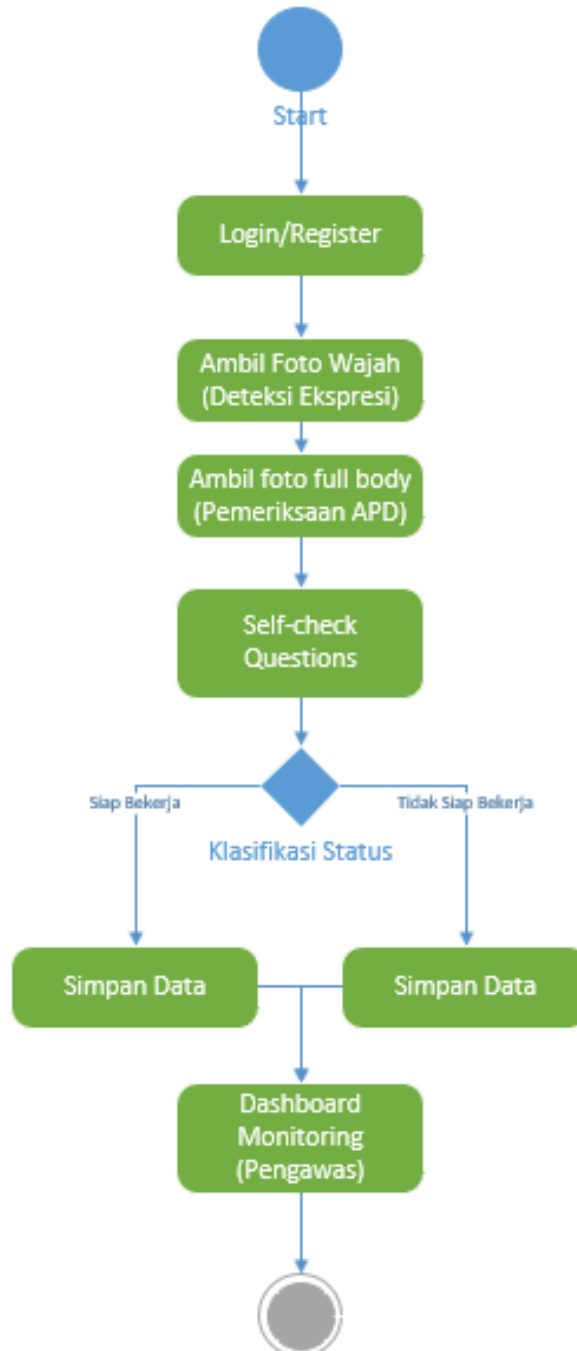 Start
Login/Register
Ambil Foto Wajah
(Deteksi Ekspresi)
Ambil foto full body
(Pemeriksaan APD)
Self-check
Questions
Siap Bekerja
Tidak Siap Bekerja
Klasifikasi Status
Simpan Data
Simpan Data
Dashboard
Monitoring
(Pengawas)